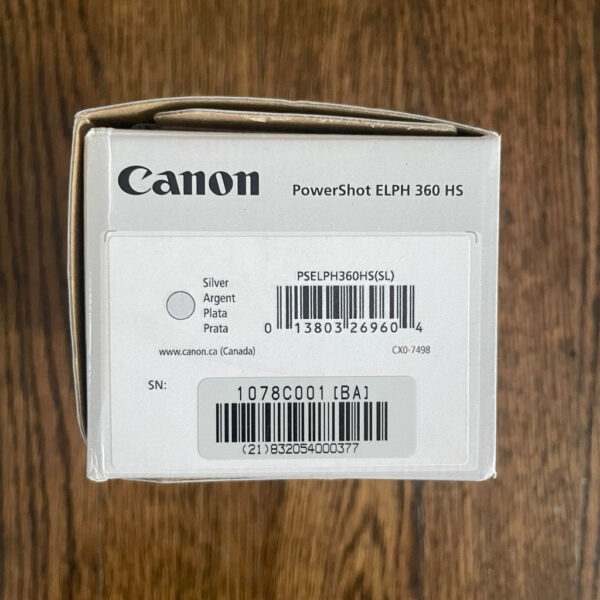 Canon PowerShot ELPH 360 HS
PSELPH360HS(SL)
Silver
Argent
Plata
Prata
0 13803 26960 4
www.canon.ca (Canada) CX0-7498
SN:
1078C001 [BA]
(21)832054000377